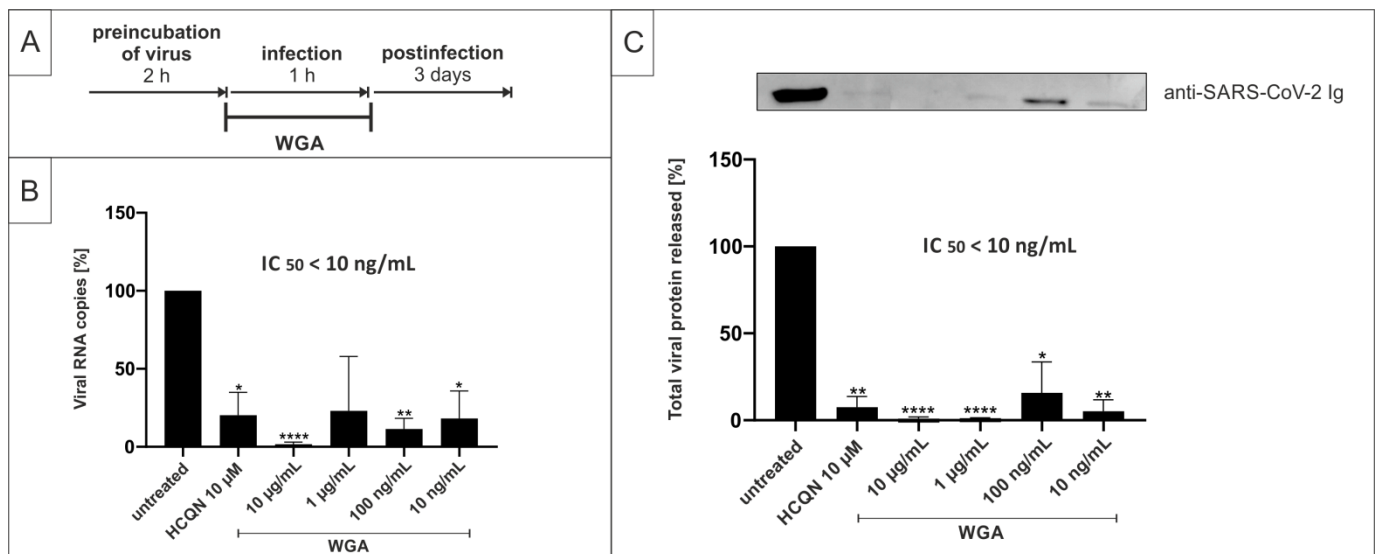 A
preincubation
of virus
2 h
infection
1 h
postinfection
3 days
WGA
B
Viral RNA copies [%]
150
100
50
0
IC 50 < 10 ng/mL
*
****
**
*
untreated
HCQN 10 µM
10 µg/mL
1 µg/mL
100 ng/mL
10 ng/mL
WGA
C
anti-SARS-CoV-2 Ig
Total viral protein released [%]
150
100
50
0
IC 50 < 10 ng/mL
**
****
****
*
**
untreated
HCQN 10 µM
10 µg/mL
1 µg/mL
100 ng/mL
10 ng/mL
WGA